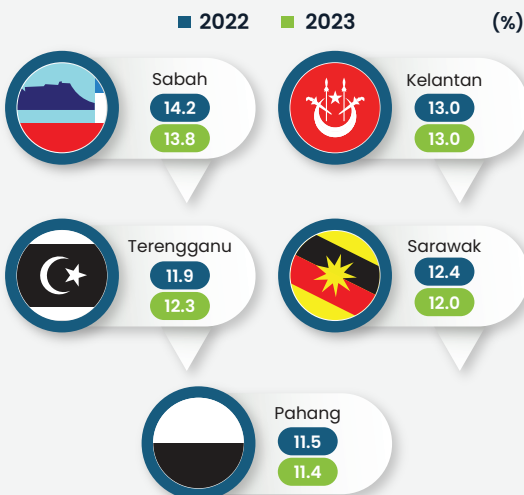 2022 2023 (%)
Sabah
14.2
13.8
Kelantan
13.0
13.0
Terengganu
11.9
12.3
Sarawak
12.4
12.0
Pahang
11.5
11.4